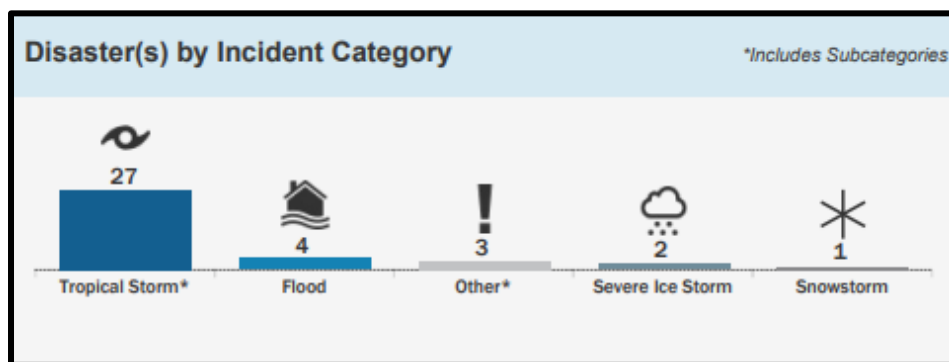 Disaster(s) by Incident Category
*Includes Subcategories
27
4
3
2
1
Tropical Storm*
Flood
Other*
Severe Ice Storm
Snowstorm